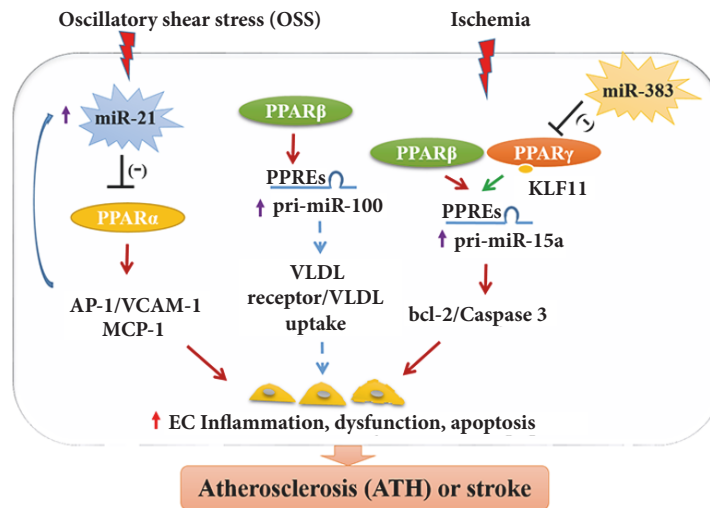 Oscillatory shear stress (OSS)
Ischemia
miR-21
(-)
PPARα
AP-1/VCAM-1
MCP-1
PPARβ
PPREs
pri-miR-100
VLDL
receptor/VLDL
uptake
miR-383
(-)
PPARβ
PPARγ
KLF11
PPREs
pri-miR-15a
bcl-2/Caspase 3
EC Inflammation, dysfunction, apoptosis
Atherosclerosis (ATH) or stroke